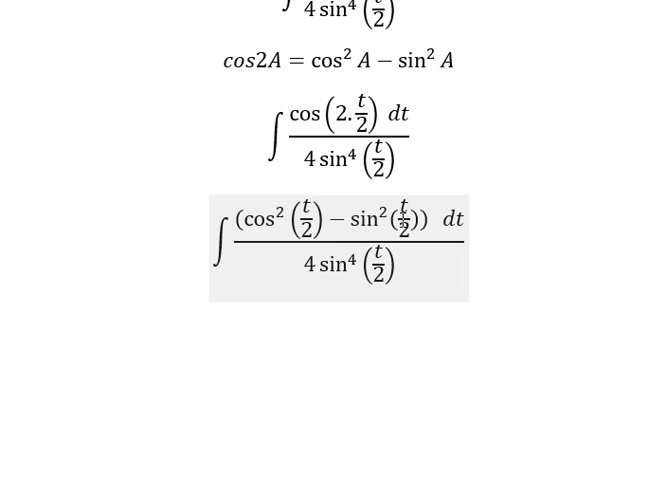 ∫ 4 sin⁴ (t/2)
cos2A = cos² A − sin² A
∫ cos (2. t/2) dt / 4 sin⁴ (t/2)
∫ (cos² (t/2) − sin² (t/2)) dt / 4 sin⁴ (t/2)